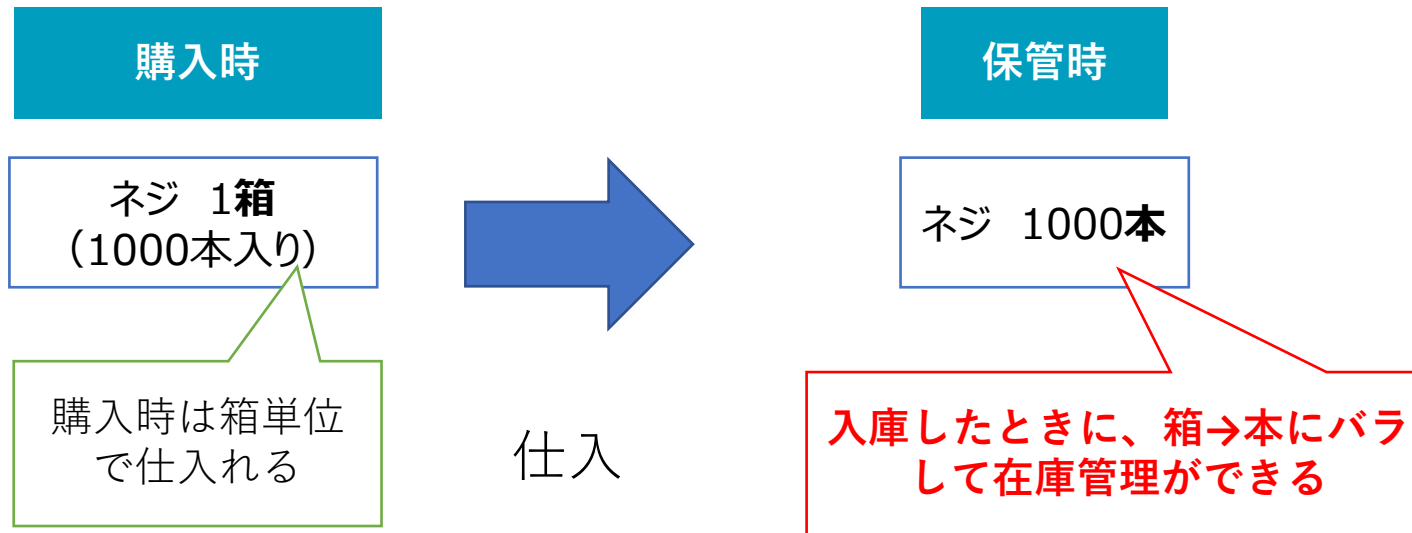 購入時
保管時
ネジ 1箱
(1000本入り)
ネジ 1000本
購入時は箱単位
で仕入れる
仕入
入庫したときに、箱→本にバラ
して在庫管理ができる